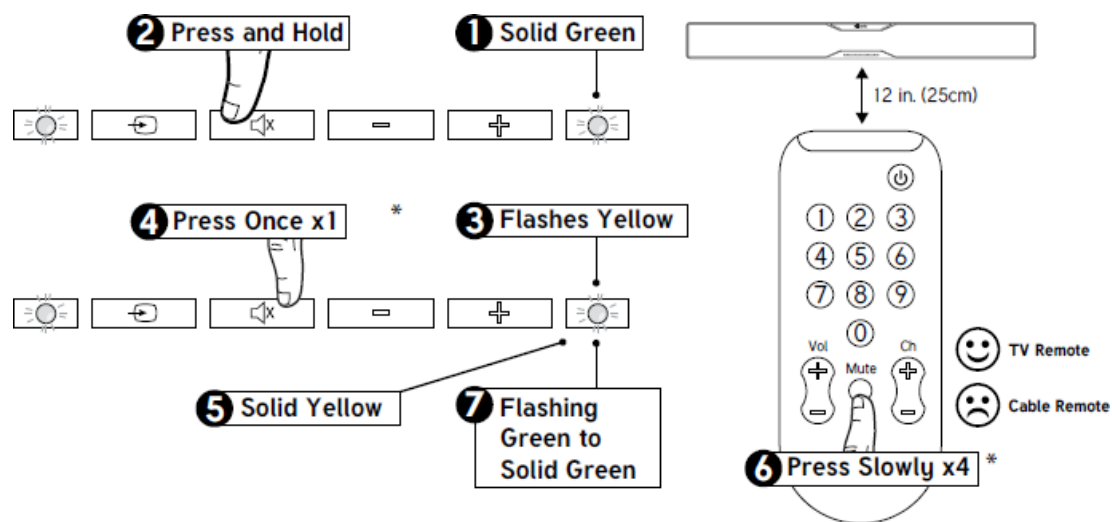 2 Press and Hold
1 Solid Green
12 in. (25cm)
4 Press Once x1 *
3 Flashes Yellow
5 Solid Yellow
7 Flashing
Green to
Solid Green
1 2 3
4 5 6
7 8 9
0
Vol
Mute
Ch
TV Remote
Cable Remote
6 Press Slowly x4 *